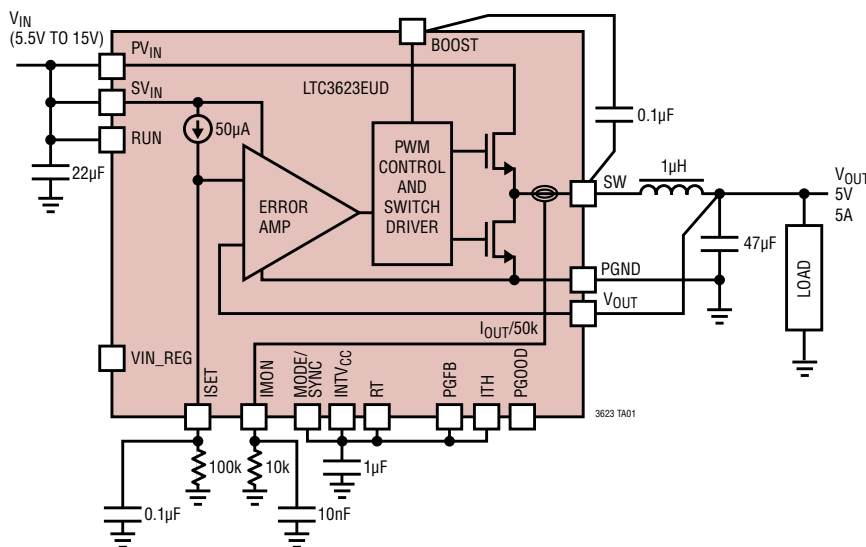 VIN
(5.5V TO 15V)
PVIN
SVIN
RUN
22µF
50µA
LTC3623EUD
BOOST
0.1µF
ERROR
AMP
PWM
CONTROL
AND
SWITCH
DRIVER
SW
1µH
VOUT
5V
5A
47µF
LOAD
PGND
VOUT
IOUT/50k
VIN_REG
ISET
IMON
MODE/
SYNC
INTVCC
RT
PGFB
ITH
PGOOD
3623 TA01
0.1µF
100k
10k
10nF
1µF